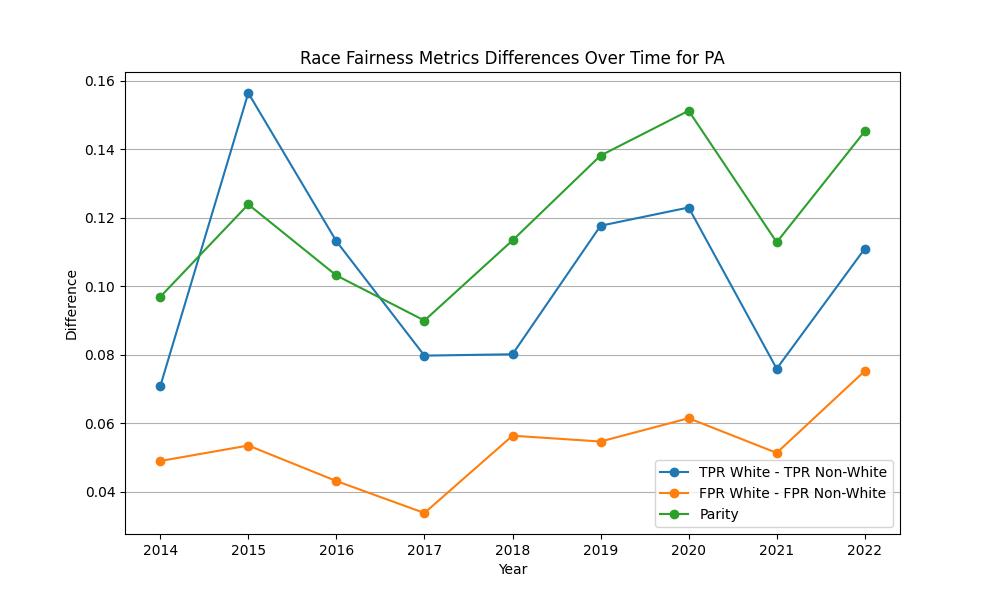 Race Fairness Metrics Differences Over Time for PA
0.16
0.14
0.12
0.10
0.08
0.06
0.04
Difference
TPR White - TPR Non-White
FPR White - FPR Non-White
Parity
2014 2015 2016 2017 2018 2019 2020 2021 2022
Year